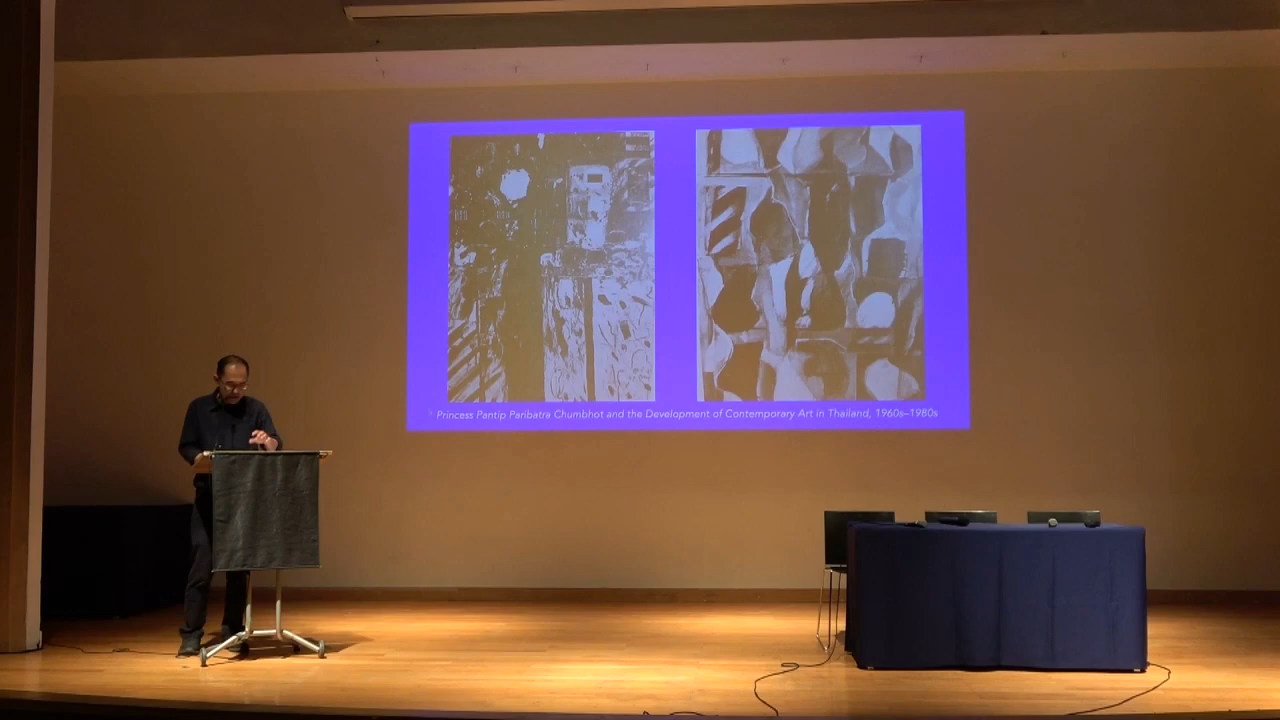 Princess Pantip Paribatra Chumbhot and the Development of Contemporary Art in Thailand, 1960s–1980s